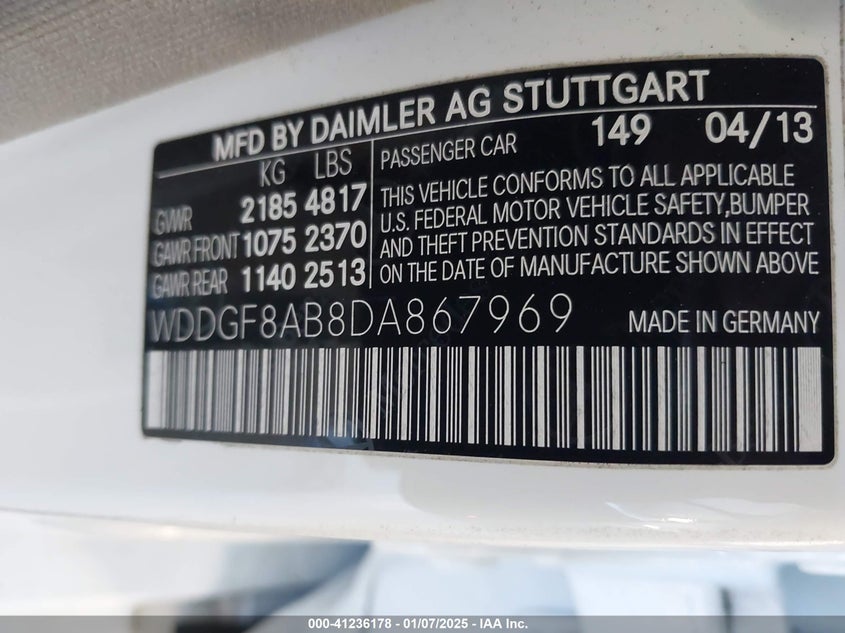 MFD BY DAIMLER AG STUTTGART
KG LBS
GVWR 2185 4817
GAWR FRONT 1075 2370
GAWR REAR 1140 2513
PASSENGER CAR 149 04/13
THIS VEHICLE CONFORMS TO ALL APPLICABLE
U.S. FEDERAL MOTOR VEHICLE SAFETY,BUMPER
AND THEFT PREVENTION STANDARDS IN EFFECT
ON THE DATE OF MANUFACTURE SHOWN ABOVE
WDDGF8AB8DA867969 MADE IN GERMANY
000-41236178 - 01/07/2025 - IAA Inc.